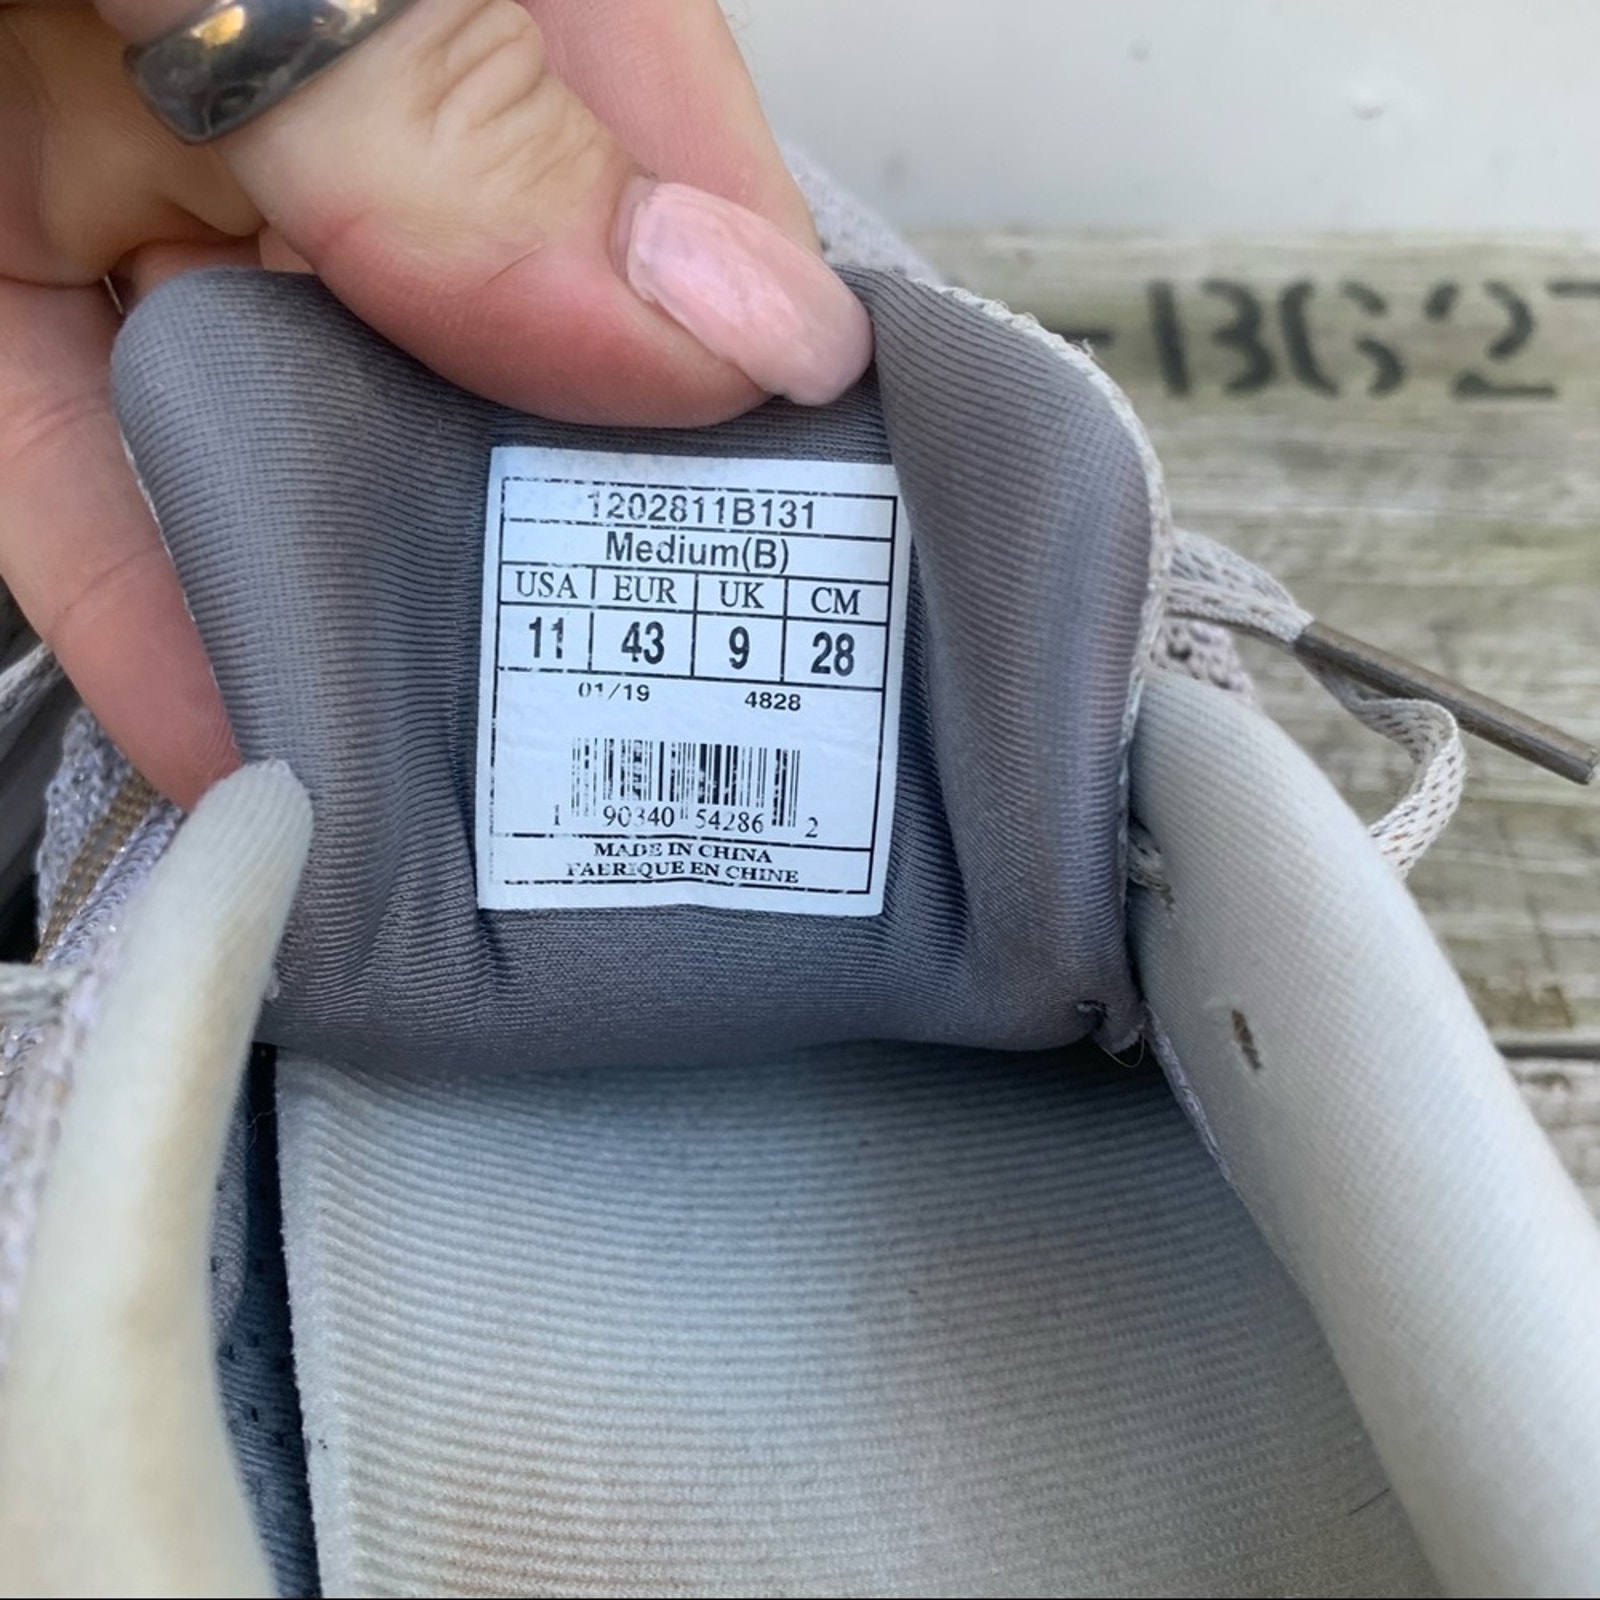 -BG2
1202811B131
Medium(B)
USA EUR UK CM
11 43 9 28
01/19 4828
1 90340 54286 2
MADE IN CHINA
FABRIQUE EN CHINE